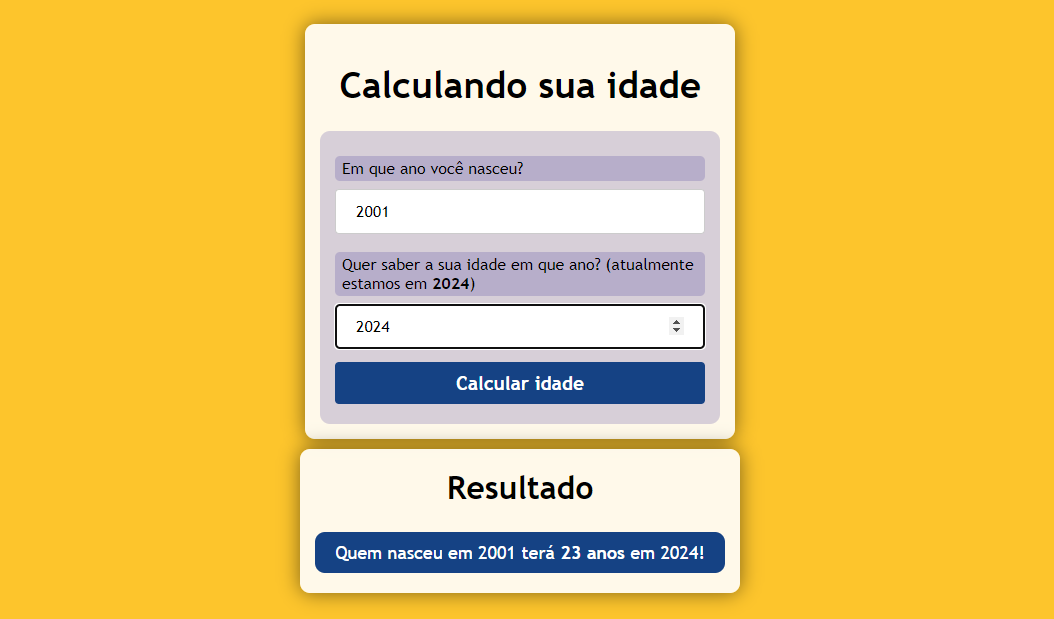 Calculando sua idade
Em que ano você nasceu?
2001
Quer saber a sua idade em que ano? (atualmente
estamos em 2024)
2024
Calcular idade
Resultado
Quem nasceu em 2001 terá 23 anos em 2024!